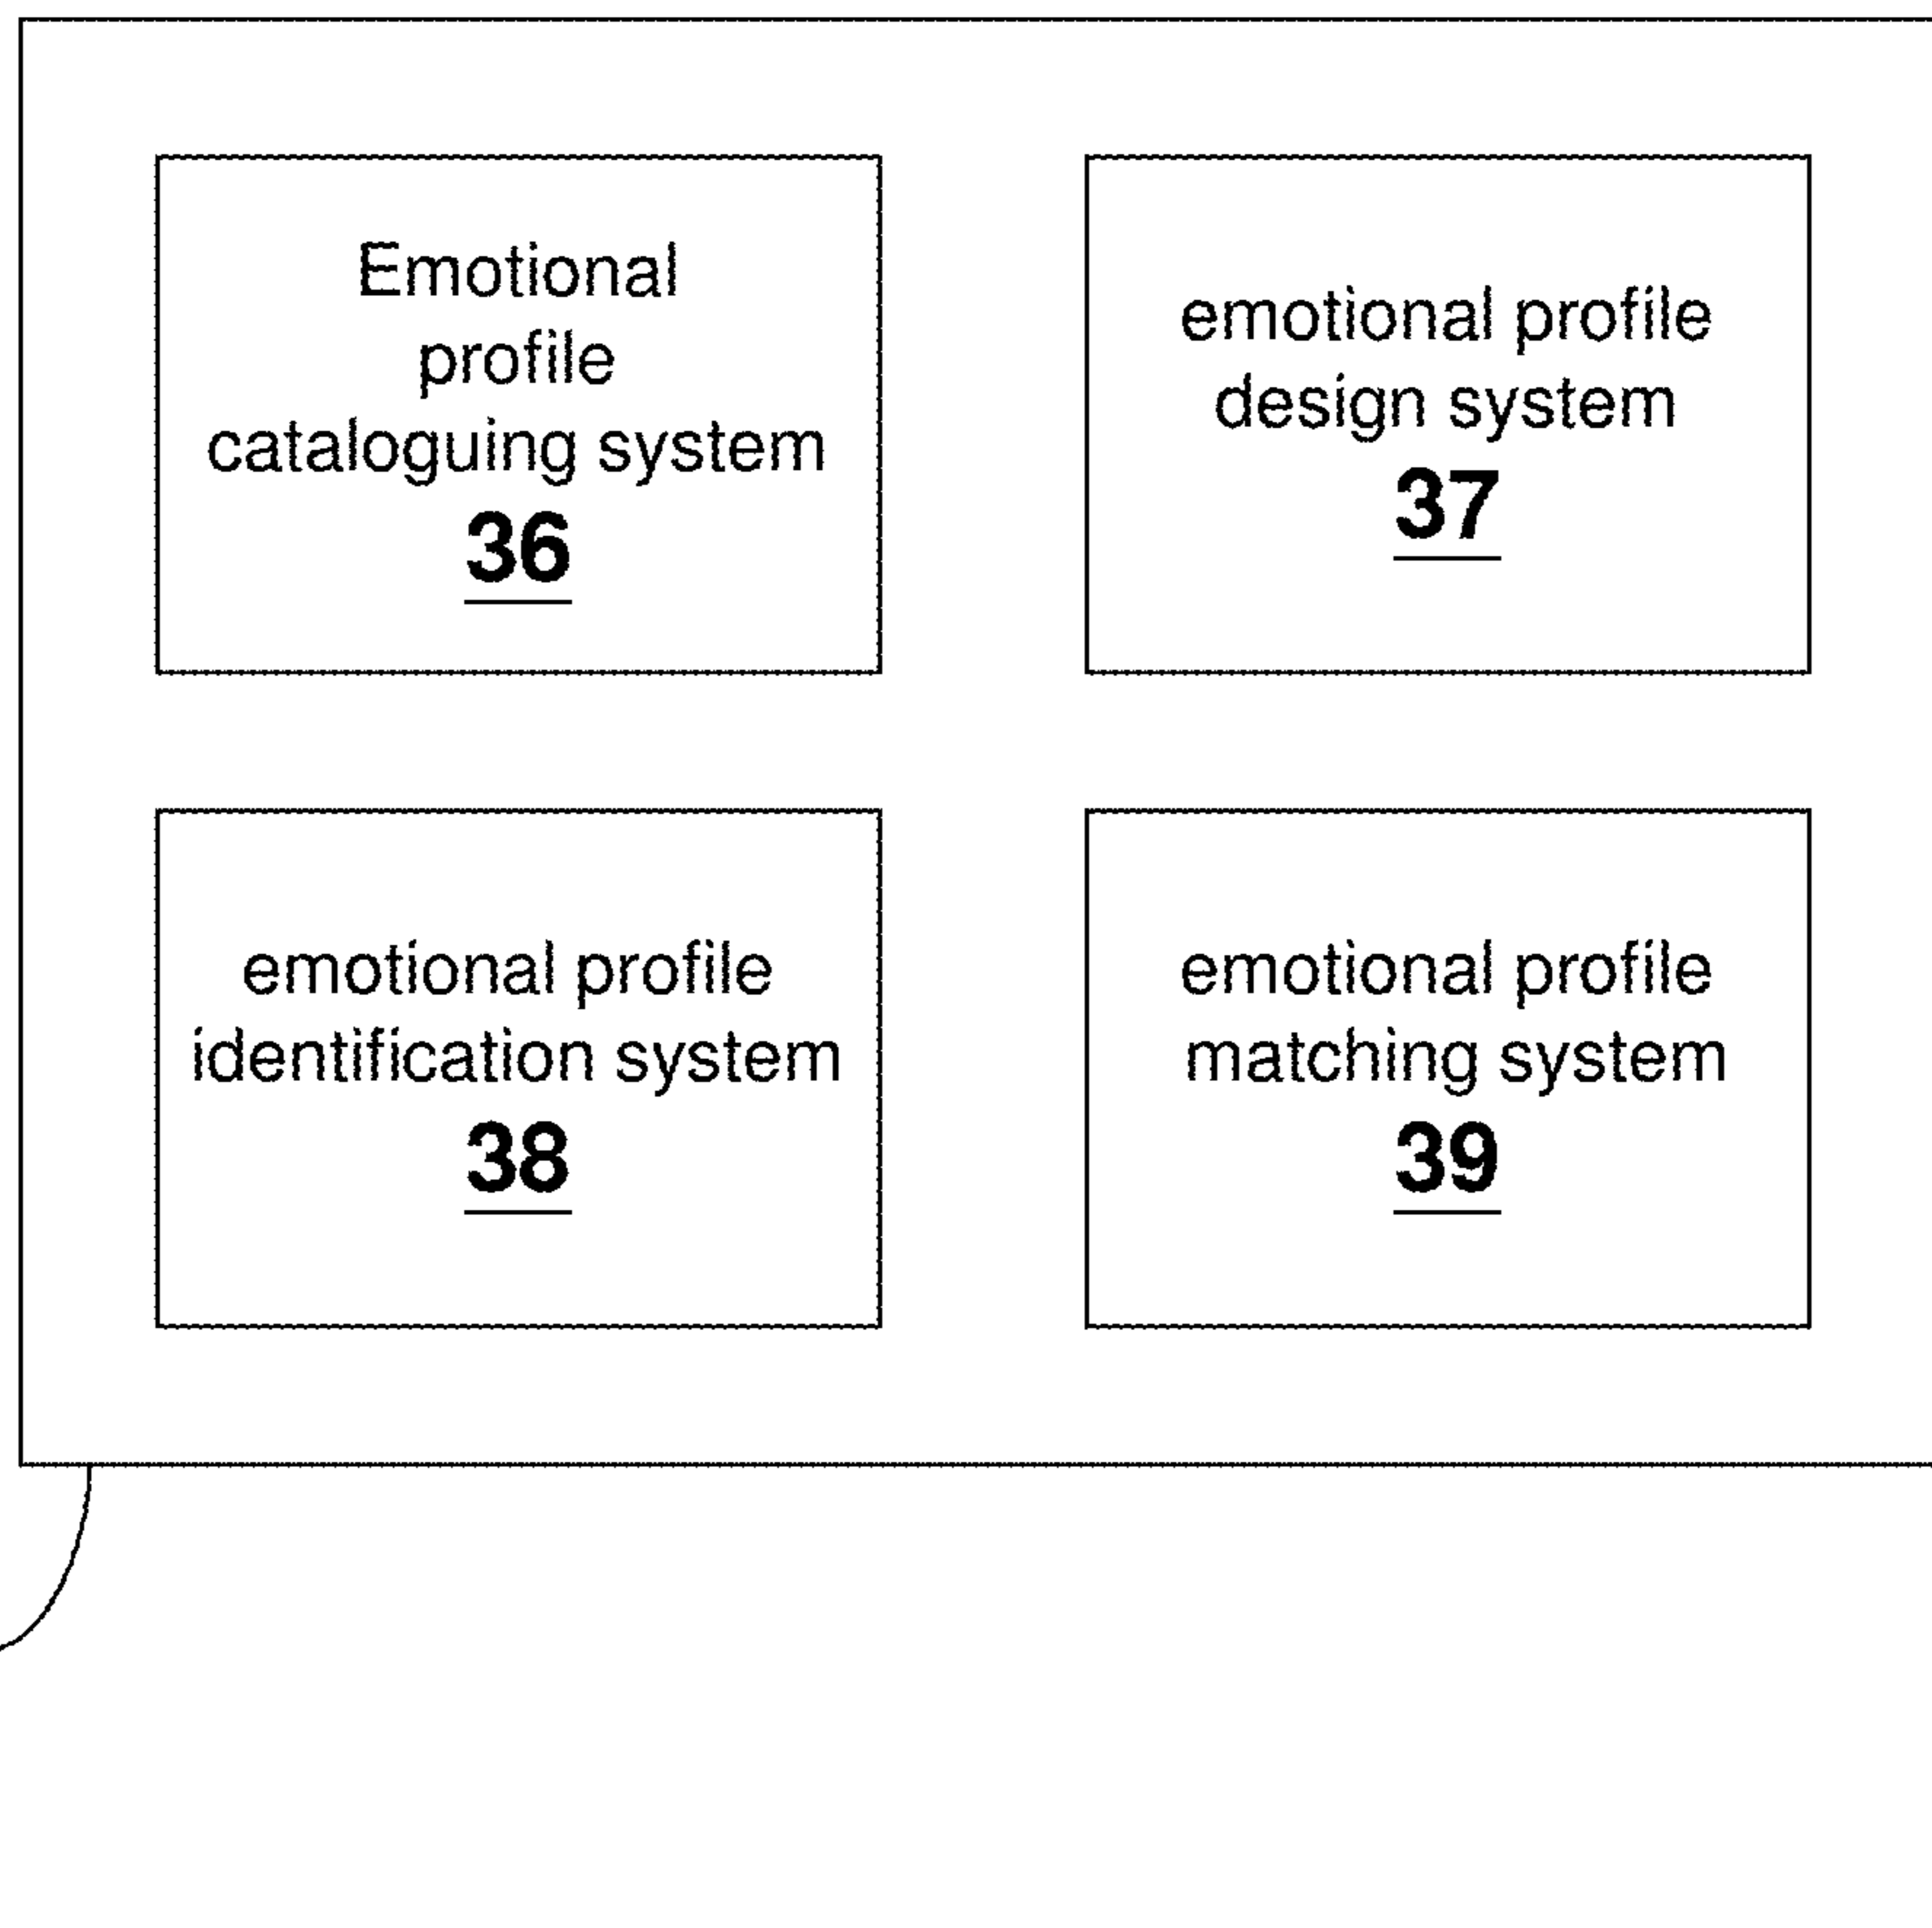 Emotional
profile
cataloguing system
36
emotional profile
design system
37
emotional profile
identification system
38
emotional profile
matching system
39